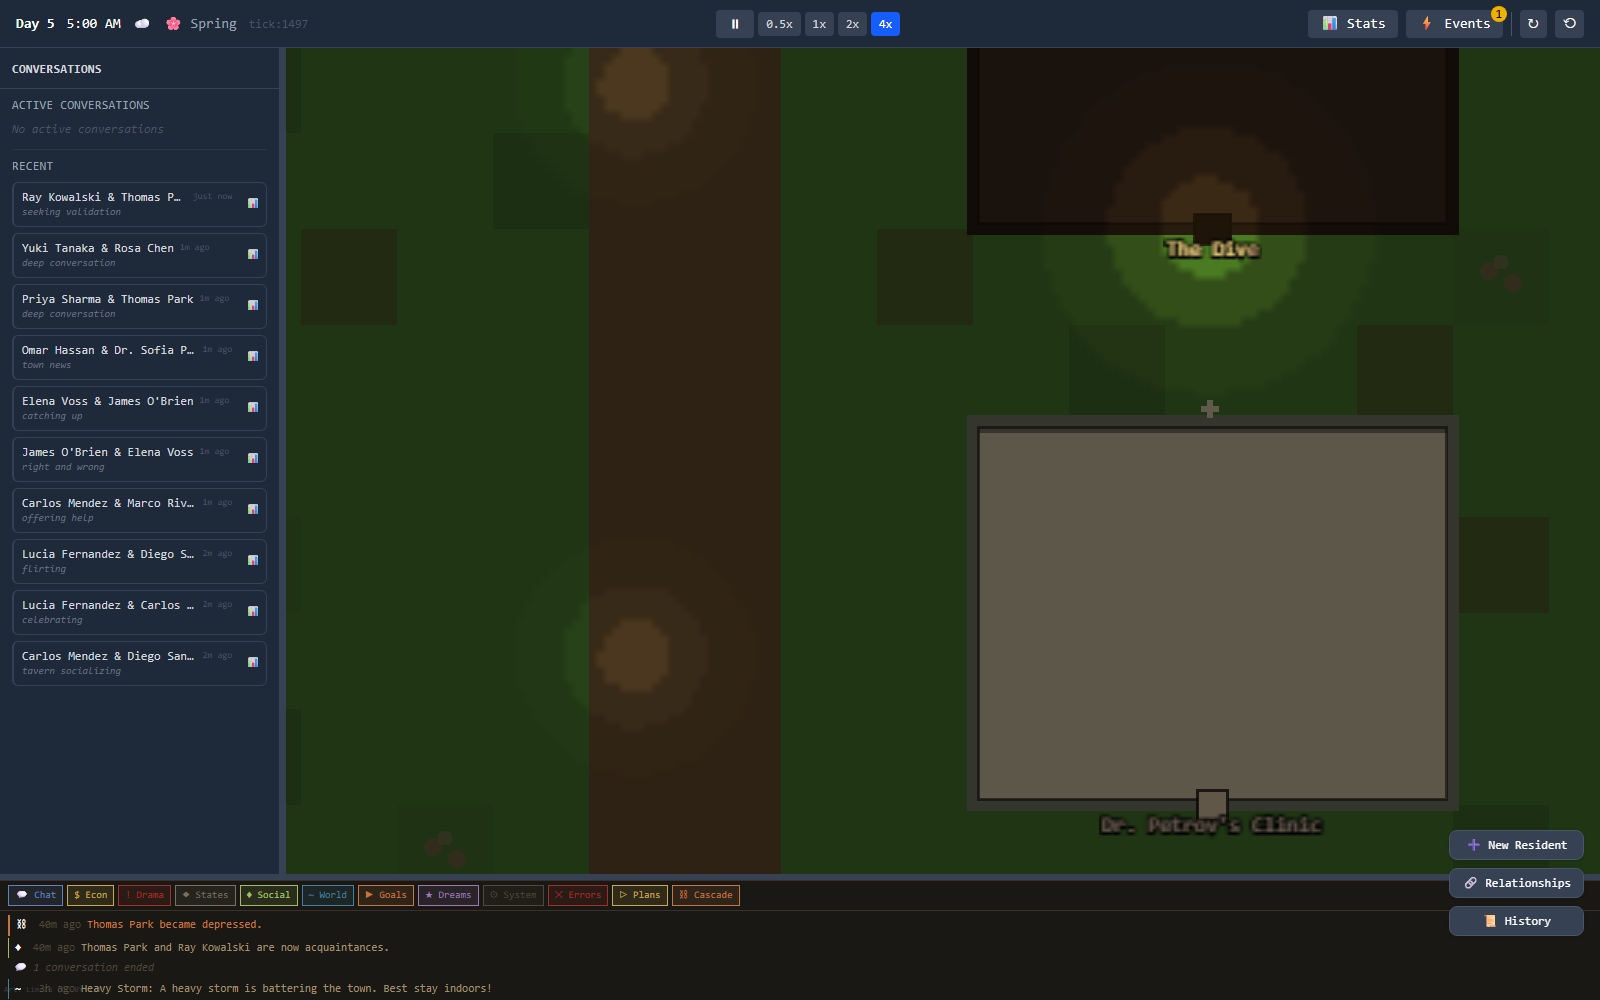 Day 5 5:00 AM Spring tick:1497
0.5x 1x 2x 4x
Stats Events 1
CONVERSATIONS
ACTIVE CONVERSATIONS
No active conversations
RECENT
Ray Kowalski & Thomas P… just now
seeking validation
Yuki Tanaka & Rosa Chen 1m ago
deep conversation
Priya Sharma & Thomas Park 1m ago
deep conversation
Omar Hassan & Dr. Sofia P… 1m ago
town news
Elena Voss & James O'Brien 1m ago
catching up
James O'Brien & Elena Voss 1m ago
right and wrong
Carlos Mendez & Marco Riv… 1m ago
offering help
Lucia Fernandez & Diego S… 2m ago
flirting
Lucia Fernandez & Carlos … 2m ago
celebrating
Carlos Mendez & Diego San… 2m ago
tavern socializing
The Dive
Dr. Petrov's Clinic
New Resident
Relationships
History
Chat $ Econ ! Drama States Social ~ World Goals Dreams System Errors Plans Cascade
40m ago Thomas Park became depressed.
40m ago Thomas Park and Ray Kowalski are now acquaintances.
1 conversation ended
~ 3h ago Heavy Storm: A heavy storm is battering the town. Best stay indoors!